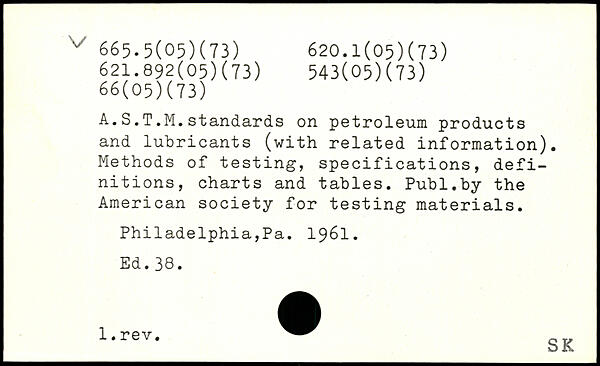 665.5(05)(73) 620.1(05)(73)
621.892(05)(73) 543(05)(73)
66(05)(73)
A.S.T.M.standards on petroleum products
and lubricants (with related information).
Methods of testing, specifications, defi-
nitions, charts and tables. Publ.by the
American society for testing materials.
Philadelphia,Pa. 1961.
Ed.38.
1.rev.
SK